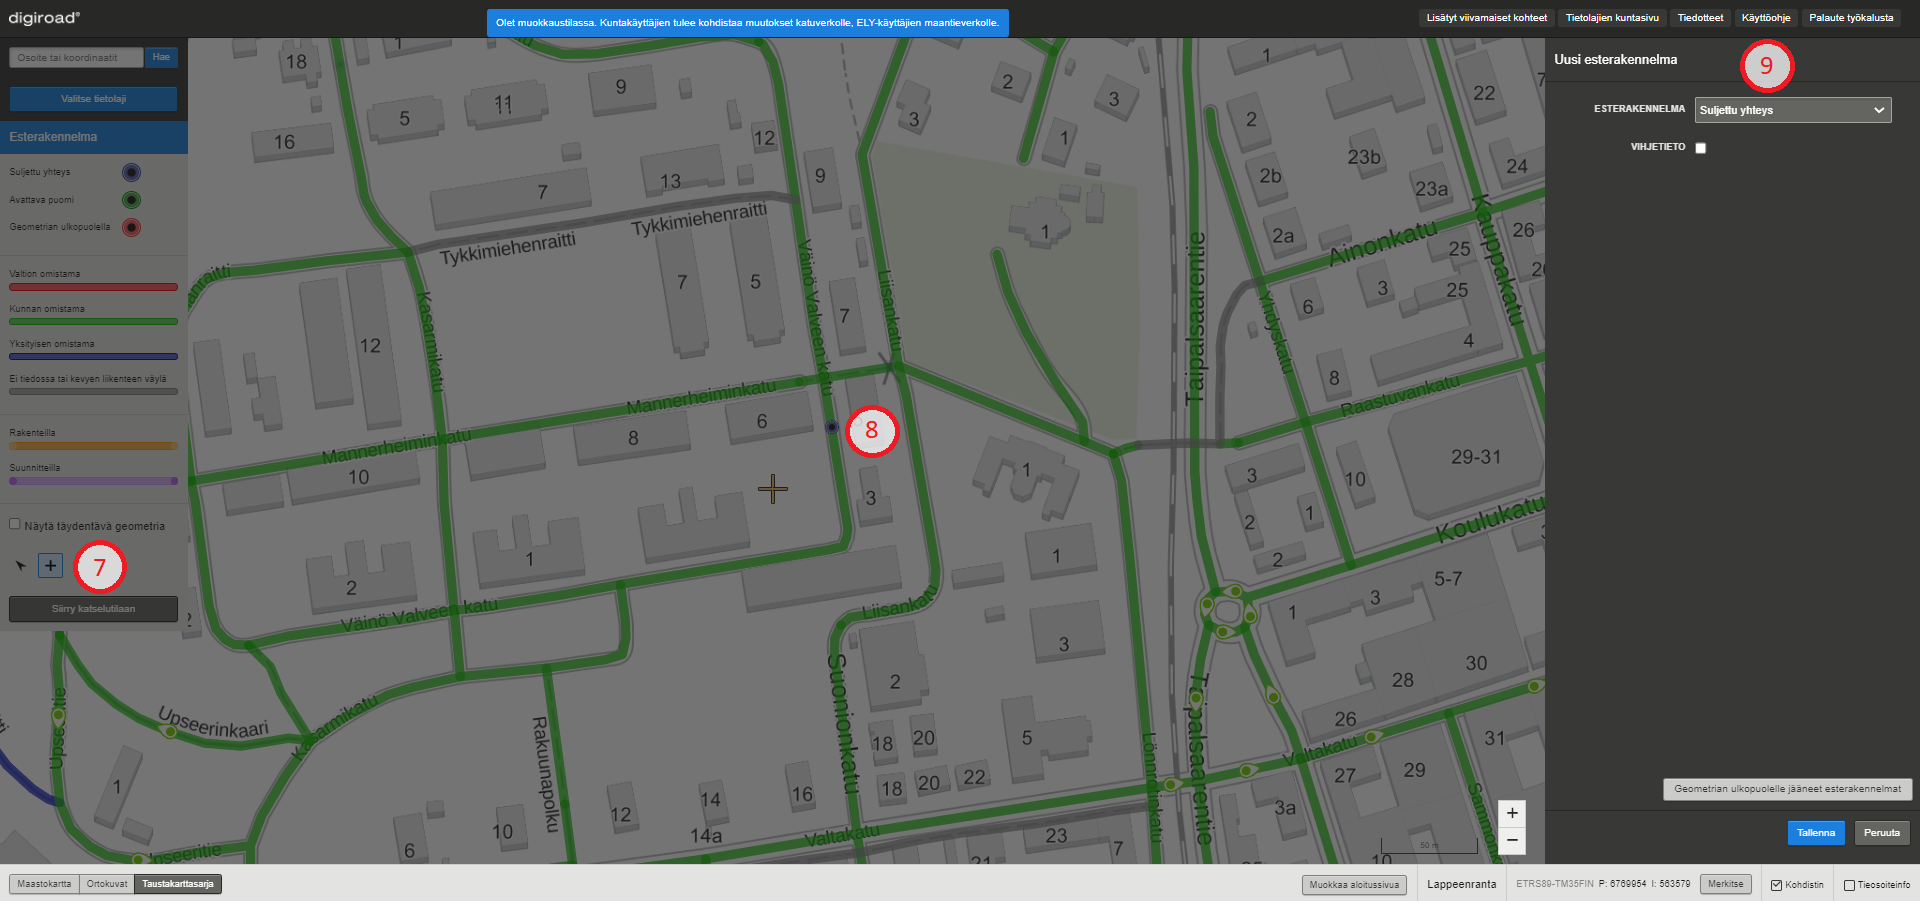 digiroad®
Olet muokkaustilassa. Kuntakäyttäjien tulee kohdistaa muutokset katuverkolle, ELY-käyttäjien maantieverkolle.
Lisätyt viivamaiset kohteet
Tietolajien kuntasivu
Tiedotteet
Käyttöohje
Palaute työkalusta
Osoite tai koordinaatit
Hae
Valitse tietolaji
Esterakennelma
Suljettu yhteys
Avattava puomi
Geometrian ulkopuolella
Valtion omistama
Kunnan omistama
Yksityisen omistama
Ei tiedossa tai kevyen liikenteen väylä
Rakenteilla
Suunnitteilla
Näytä täydentävä geometria
+
7
Siirry katselutilaan
Uusi esterakennelma
9
ESTERAKENNELMA
Suljettu yhteys
VIHJETIETO
18
1
5
11
9
16
12
13
7
9
2
3
3
1
1
Tykkimiehenraitti
Tykkimiehenraitti
Väinö Valveen katu
Liisankatu
Kasarmikatu
12
7
5
7
Mannerheiminkatu
Mannerheiminkatu
10
8
6
8
3
1
2
1
Väinö Valveen katu
Liisankatu
Suonionkatu
1
1
3
2
5
18
20
18
20
22
16
14
14a
12
10
6
1
Upseerinkaari
Upseeritie
Upseeritie
Kasarmikatu
Rakuunapolku
Valtakatu
Valtakatu
23
7
21
Lönnrotinkatu
Taipalsaarentie
Taipalsaarentie
1
2
2b
2a
23b
23a
22
24
26
25
25
Ainonkatu
Kauppakatu
Yhdyskatu
6
3
4
8
Raastuvankatu
29-31
3
10
2
1
2
Koulukatu
5-7
1
3
28
30
26
27
29
31
3a
10
Sammonkatu
50 m
+
−
Geometrian ulkopuolelle jääneet esterakennelmat
Tallenna
Peruuta
Maastokartta
Ortokuvat
Taustakarttasarja
Muokkaa aloitussivua
Lappeenranta
ETRS89-TM35FIN P: 6769954 I: 563579
Merkitse
Kohdistin
Tieosoiteinfo